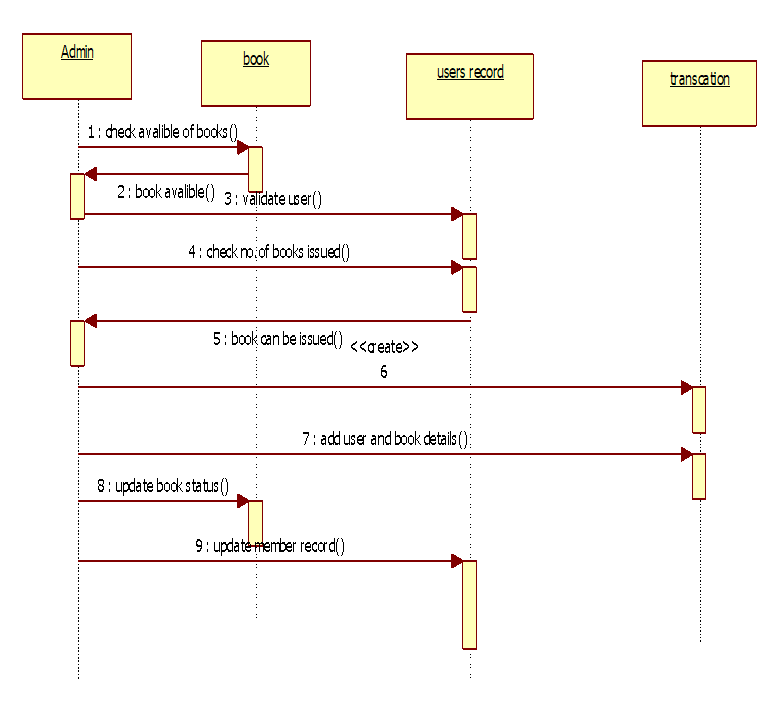 Admin
book
users record
transcation
1 : check avalible of books()
2 : book avalible()
3 : validate user()
4 : check no. of books issued()
5 : book can be issued()
<<create>>
6
7 : add user and book details()
8 : update book status()
9 : update member record()